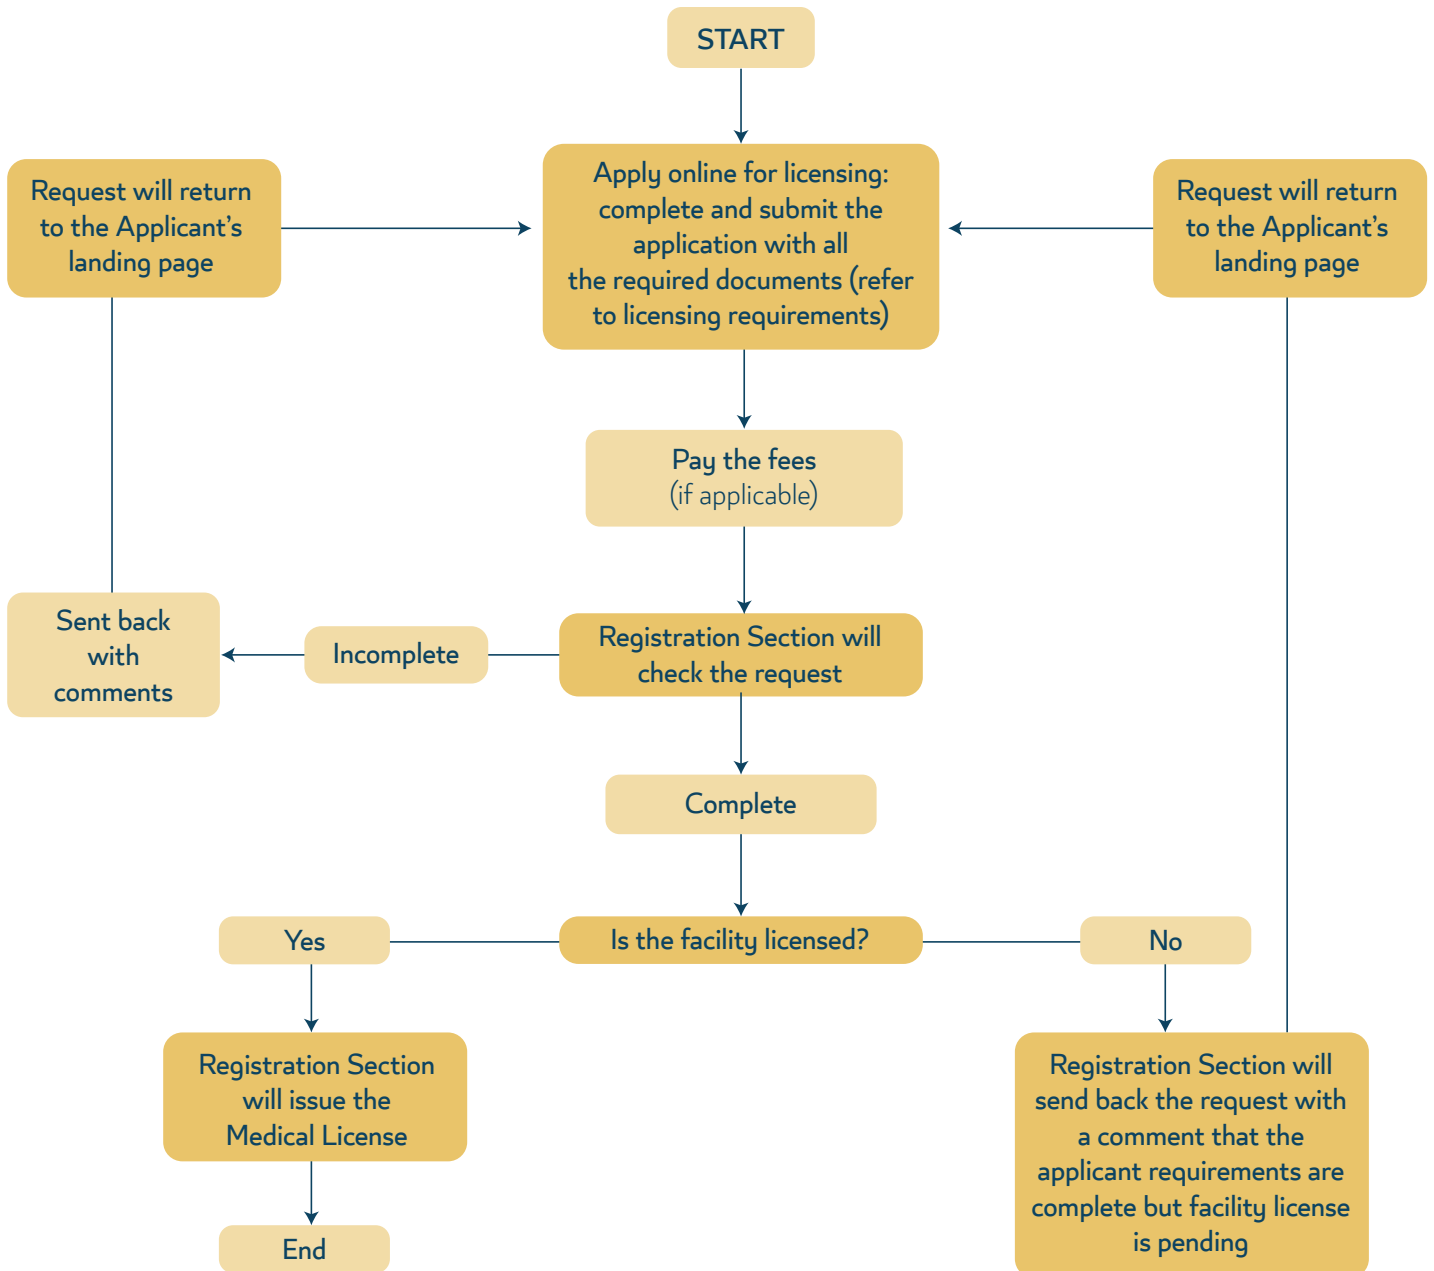 START
Apply online for licensing:
complete and submit the
application with all
the required documents (refer
to licensing requirements)
Request will return
to the Applicant’s
landing page
Request will return
to the Applicant’s
landing page
Pay the fees
(if applicable)
Registration Section will
check the request
Incomplete
Sent back
with
comments
Complete
Is the facility licensed?
Yes
No
Registration Section
will issue the
Medical License
Registration Section will
send back the request with
a comment that the
applicant requirements are
complete but facility license
is pending
End